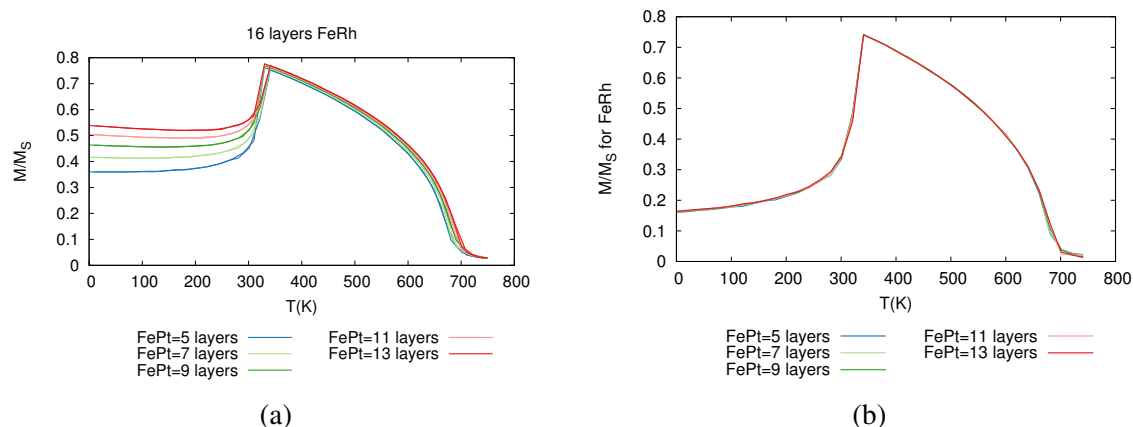 16 layers FeRh
M/M_S
0.8
0.7
0.6
0.5
0.4
0.3
0.2
0.1
0
0 100 200 300 400 500 600 700 800
T(K)
FePt=5 layers
FePt=7 layers
FePt=9 layers
FePt=11 layers
FePt=13 layers
(a)
M/M_S for FeRh
0.8
0.7
0.6
0.5
0.4
0.3
0.2
0.1
0
0 100 200 300 400 500 600 700 800
T(K)
FePt=5 layers
FePt=7 layers
FePt=9 layers
FePt=11 layers
FePt=13 layers
(b)